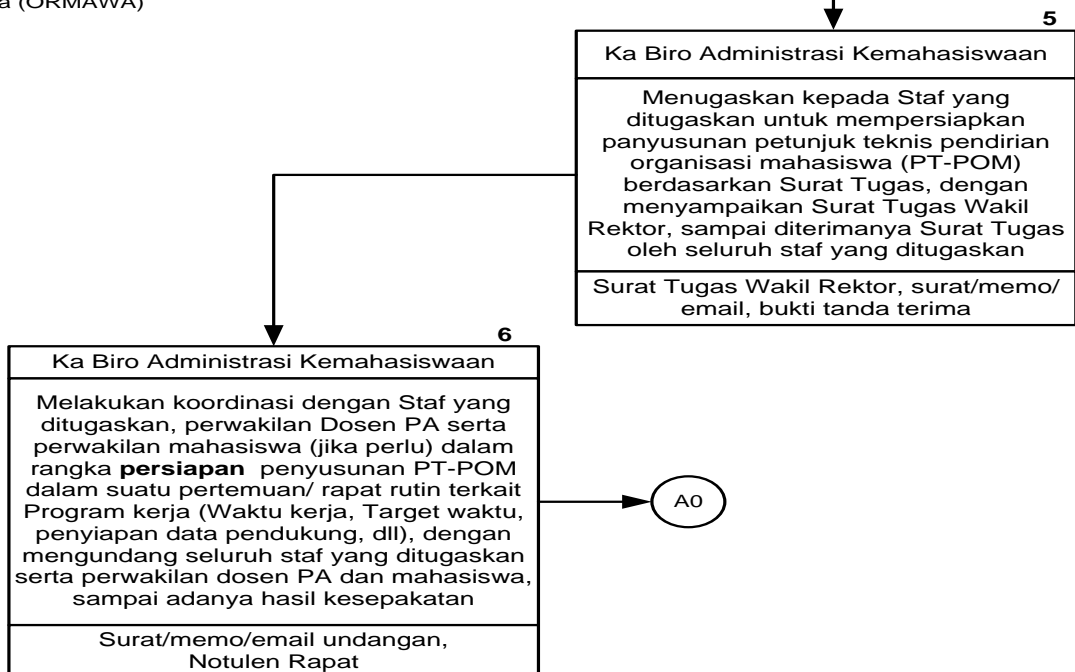 a (ORMAWA)
5
Ka Biro Administrasi Kemahasiswaan
Menugaskan kepada Staf yang
ditugaskan untuk mempersiapkan
panyusunan petunjuk teknis pendirian
organisasi mahasiswa (PT-POM)
berdasarkan Surat Tugas, dengan
menyampaikan Surat Tugas Wakil
Rektor, sampai diterimanya Surat Tugas
oleh seluruh staf yang ditugaskan
Surat Tugas Wakil Rektor, surat/memo/
email, bukti tanda terima
6
Ka Biro Administrasi Kemahasiswaan
Melakukan koordinasi dengan Staf yang
ditugaskan, perwakilan Dosen PA serta
perwakilan mahasiswa (jika perlu) dalam
rangka persiapan penyusunan PT-POM
dalam suatu pertemuan/ rapat rutin terkait
Program kerja (Waktu kerja, Target waktu,
penyiapan data pendukung, dll), dengan
mengundang seluruh staf yang ditugaskan
serta perwakilan dosen PA dan mahasiswa,
sampai adanya hasil kesepakatan
Surat/memo/email undangan,
Notulen Rapat
A0